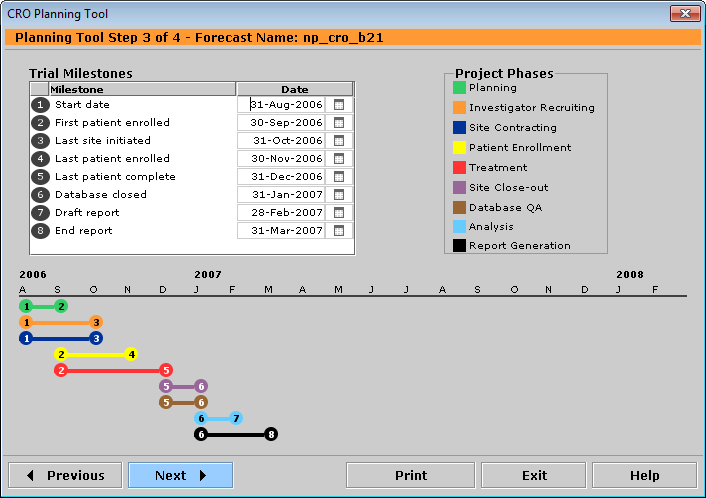 CRO Planning Tool
Planning Tool Step 3 of 4 - Forecast Name: np_cro_b21
Trial Milestones
Milestone Date
1 Start date 31-Aug-2006
2 First patient enrolled 30-Sep-2006
3 Last site initiated 31-Oct-2006
4 Last patient enrolled 30-Nov-2006
5 Last patient complete 31-Dec-2006
6 Database closed 31-Jan-2007
7 Draft report 28-Feb-2007
8 End report 31-Mar-2007
Project Phases
Planning
Investigator Recruiting
Site Contracting
Patient Enrollment
Treatment
Site Close-out
Database QA
Analysis
Report Generation
2006 2007 2008
A S O N D J F M A M J J A S O N D J F
1 2
1 3
1 3
2 4
2 5
5 6
5 6
6 7
6 8
Previous Next Print Exit Help